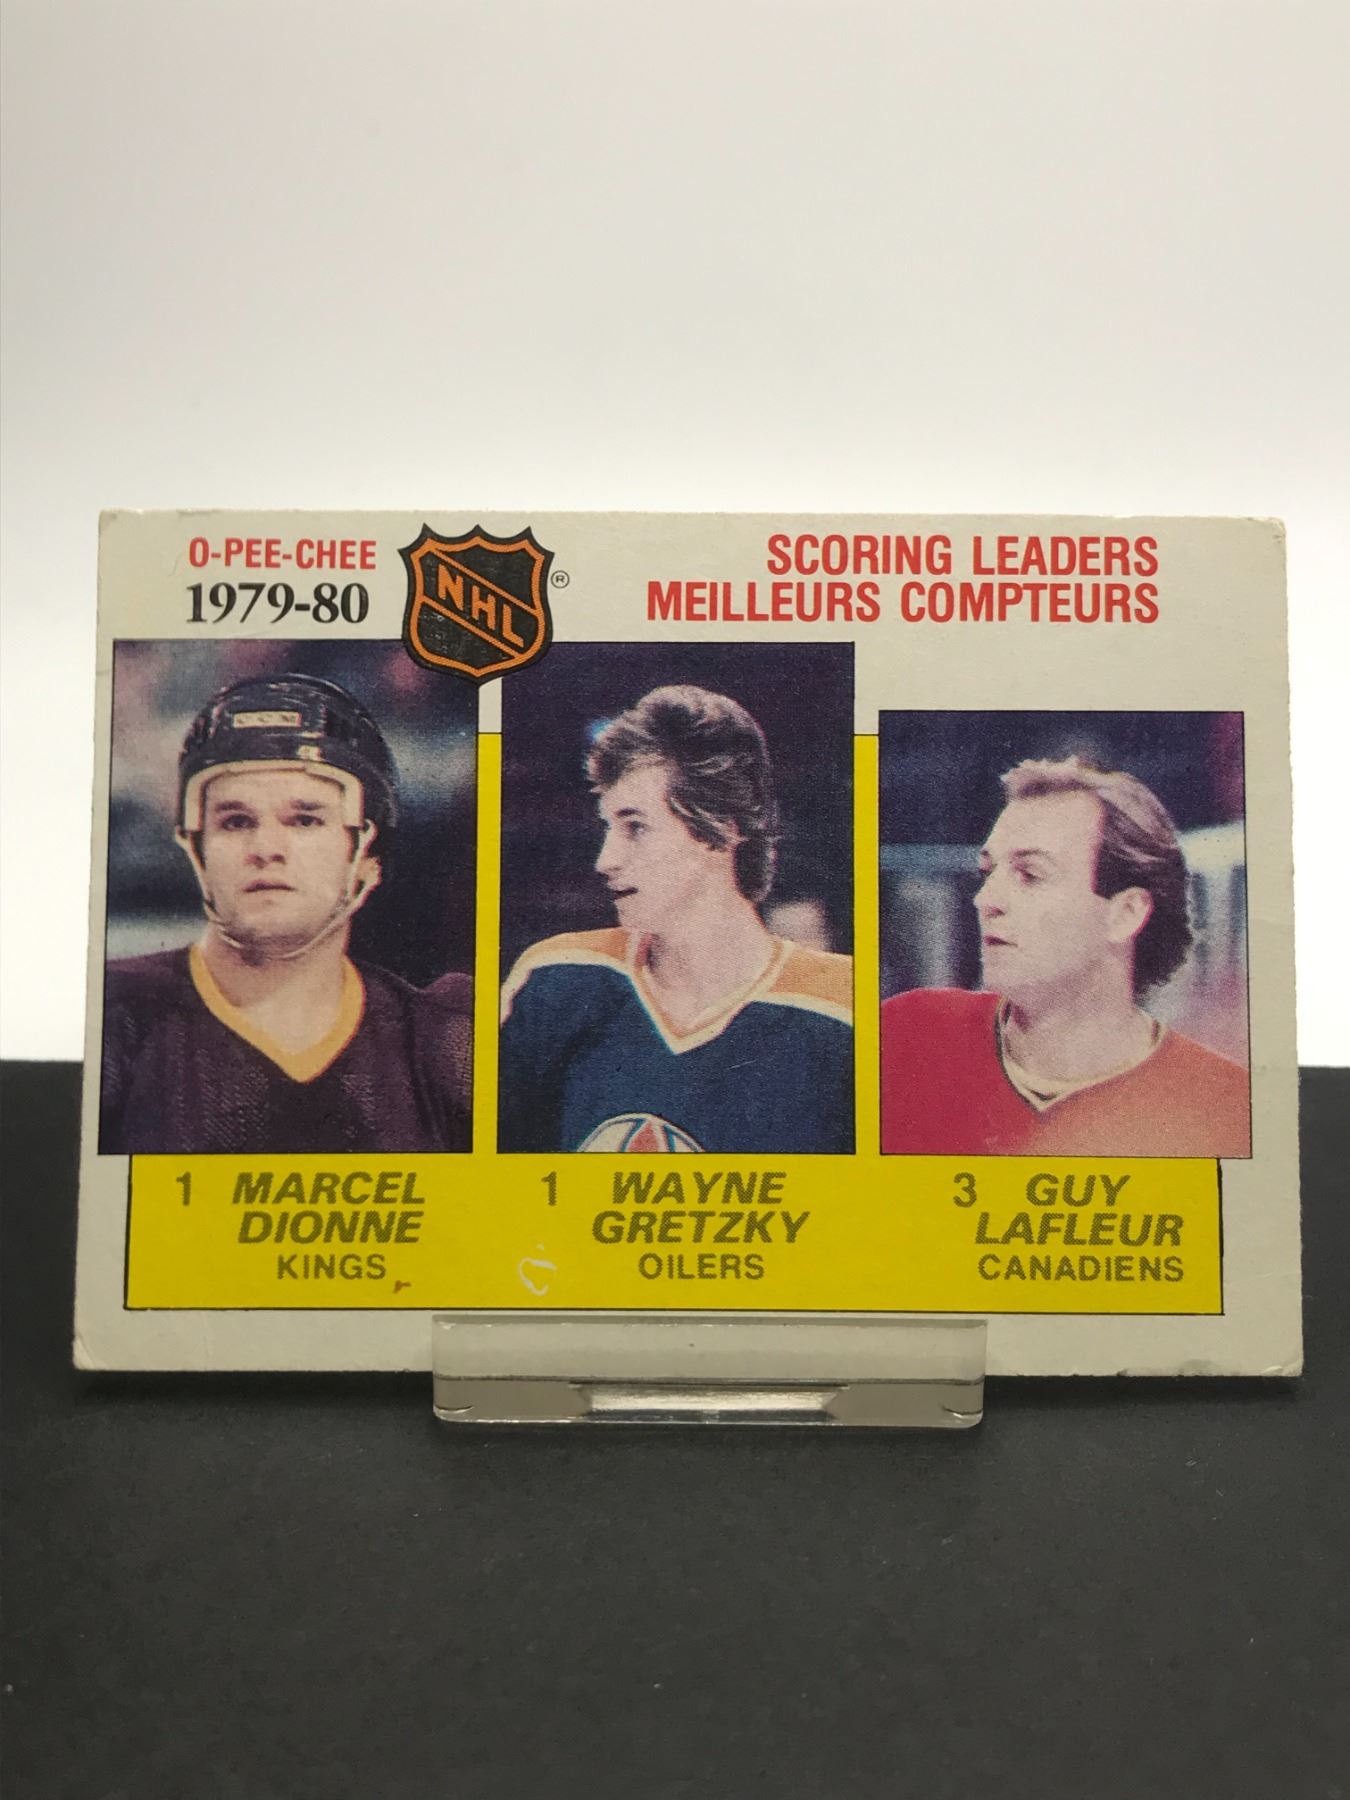 O-PEE-CHEE
1979-80
NHL
®
SCORING LEADERS
MEILLEURS COMPTEURS
CCM
1 MARCEL
DIONNE
KINGS
1 WAYNE
GRETZKY
OILERS
3 GUY
LAFLEUR
CANADIENS